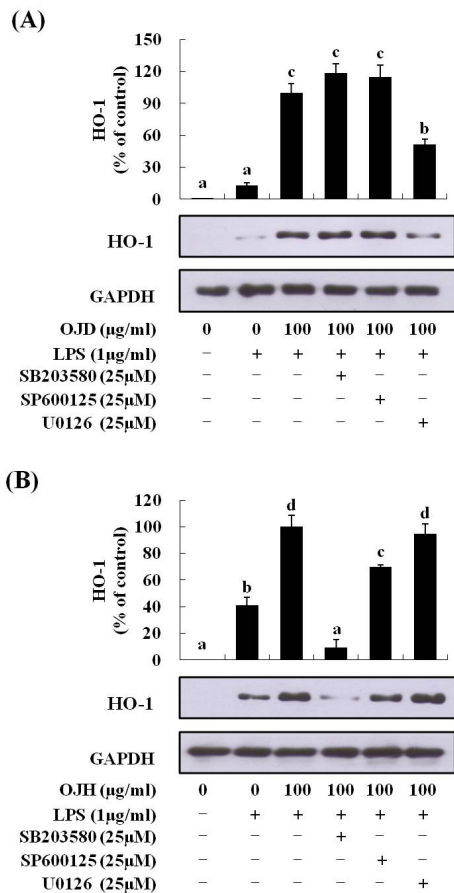 (A)
HO-1
(% of control)
150
120
90
60
30
0
a
a
c
c
c
b
HO-1
GAPDH
OJD (μg/ml) 0 0 100 100 100 100
LPS (1μg/ml) − + + + + +
SB203580 (25μM) − − − + − −
SP600125 (25μM) − − − − + −
U0126 (25μM) − − − − − +
(B)
HO-1
(% of control)
120
100
80
60
40
20
0
a
b
d
a
c
d
HO-1
GAPDH
OJH (μg/ml) 0 0 100 100 100 100
LPS (1μg/ml) − + + + + +
SB203580 (25μM) − − − + − −
SP600125 (25μM) − − − − + −
U0126 (25μM) − − − − − +